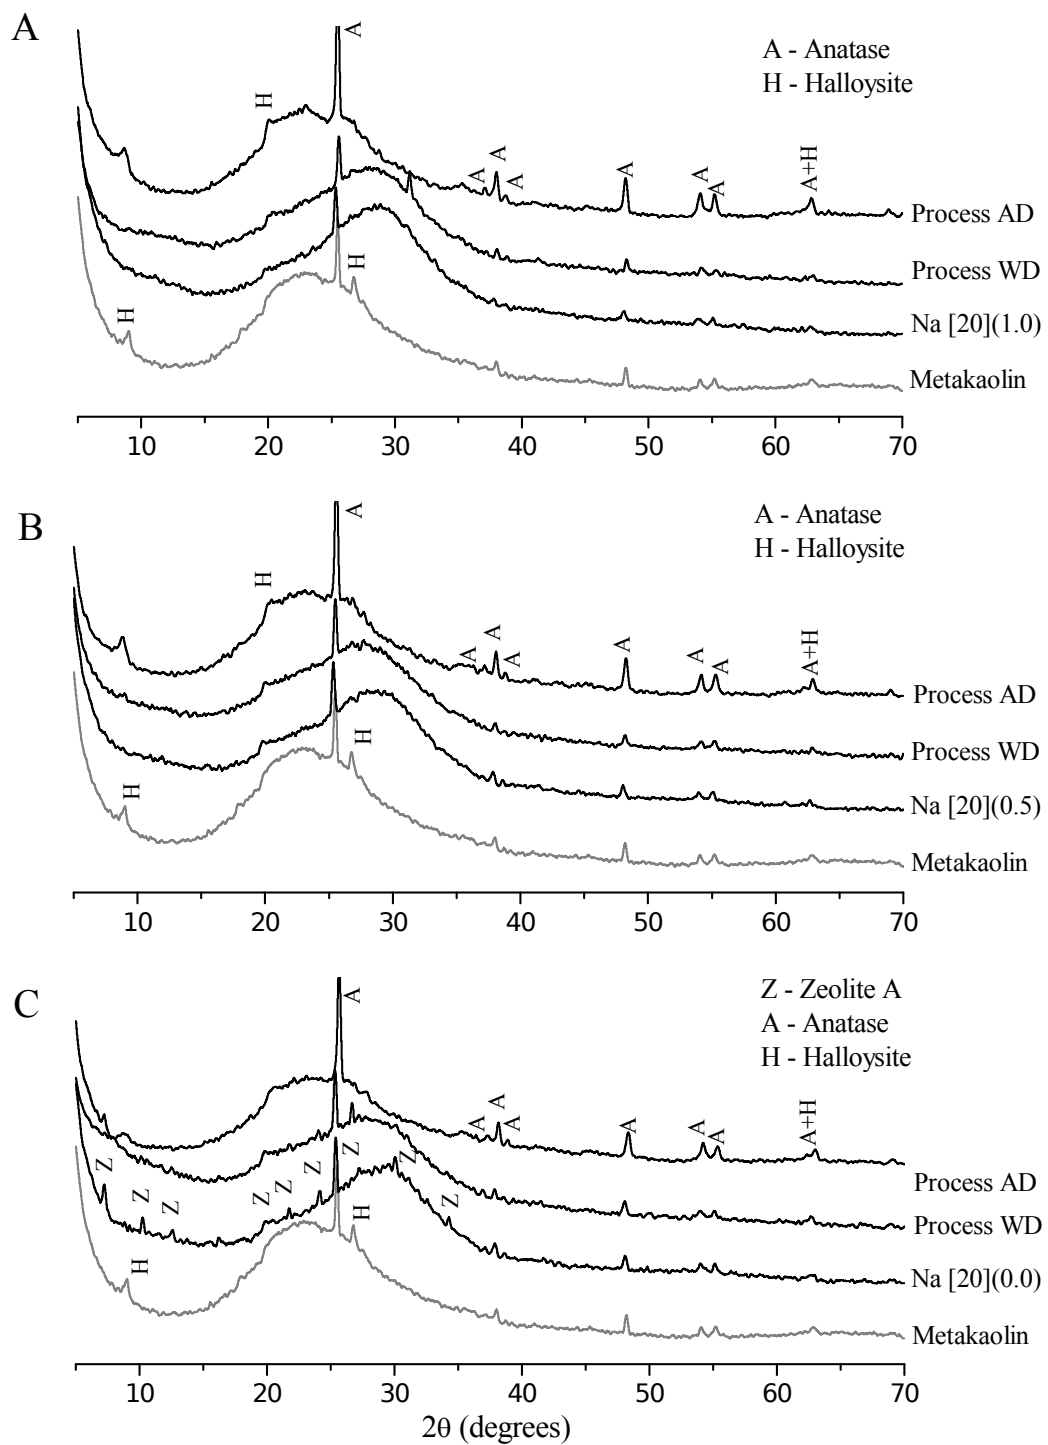 A
A - Anatase
H - Halloysite
A
H
A
A
A
A
A
A
A+H
Process AD
Process WD
H
H
Na [20](1.0)
Metakaolin
10 20 30 40 50 60 70
B
A - Anatase
H - Halloysite
A
H
A
A
A
A
A
A
A+H
Process AD
Process WD
H
H
Na [20](0.5)
Metakaolin
10 20 30 40 50 60 70
C
Z - Zeolite A
A - Anatase
H - Halloysite
A
A
A
A
A
A
A
A+H
Process AD
Z
Z
Z
Z
Z
Z
Z
Z
Z
Process WD
H
H
Na [20](0.0)
Metakaolin
10 20 30 40 50 60 70
2θ (degrees)